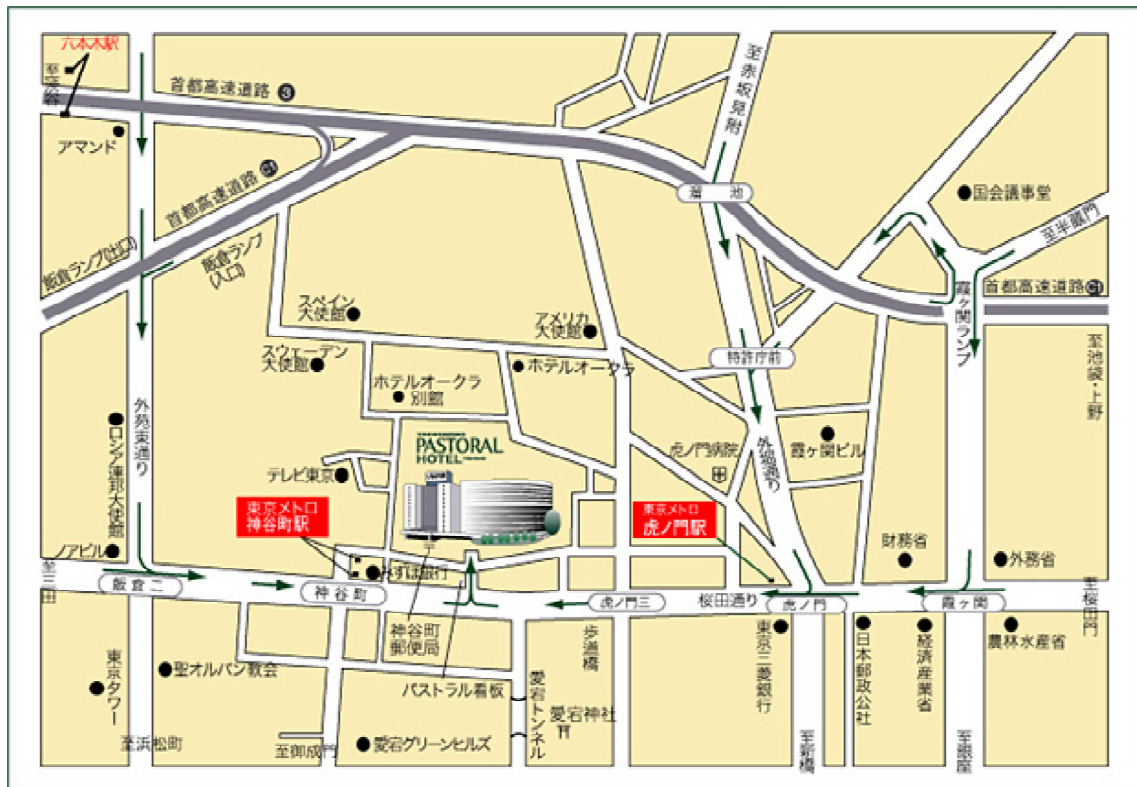 六本木駅
至渋谷
首都高速道路 3
アマンド
至赤坂見附
首都高速道路 C1
溜池
国会議事堂
至半蔵門
飯倉ランプ(出口)
飯倉ランプ
(入口)
首都高速道路 C1
霞ヶ関ランプ
スペイン
大使館
アメリカ
大使館
特許庁前
至池袋・上野
スウェーデン
大使館
ホテルオークラ
ホテルオークラ
別館
外苑東通り
ロシア連邦大使館
PASTORAL
HOTEL
虎ノ門病院
外堀通り
霞ヶ関ビル
テレビ東京
東京メトロ
神谷町駅
東京メトロ
虎ノ門駅
財務省
外務省
ノアビル
至三田
飯倉二
みずほ銀行
神谷町
虎ノ門三
桜田通り
虎ノ門
霞ヶ関
至桜田門
神谷町
郵便局
歩道橋
東京三菱銀行
日本郵政公社
経済産業省
農林水産省
東京タワー
聖オルバン教会
パストラル看板
愛宕トンネル
愛宕神社
至浜松町
至御成門
愛宕グリーンヒルズ
至新橋
至銀座